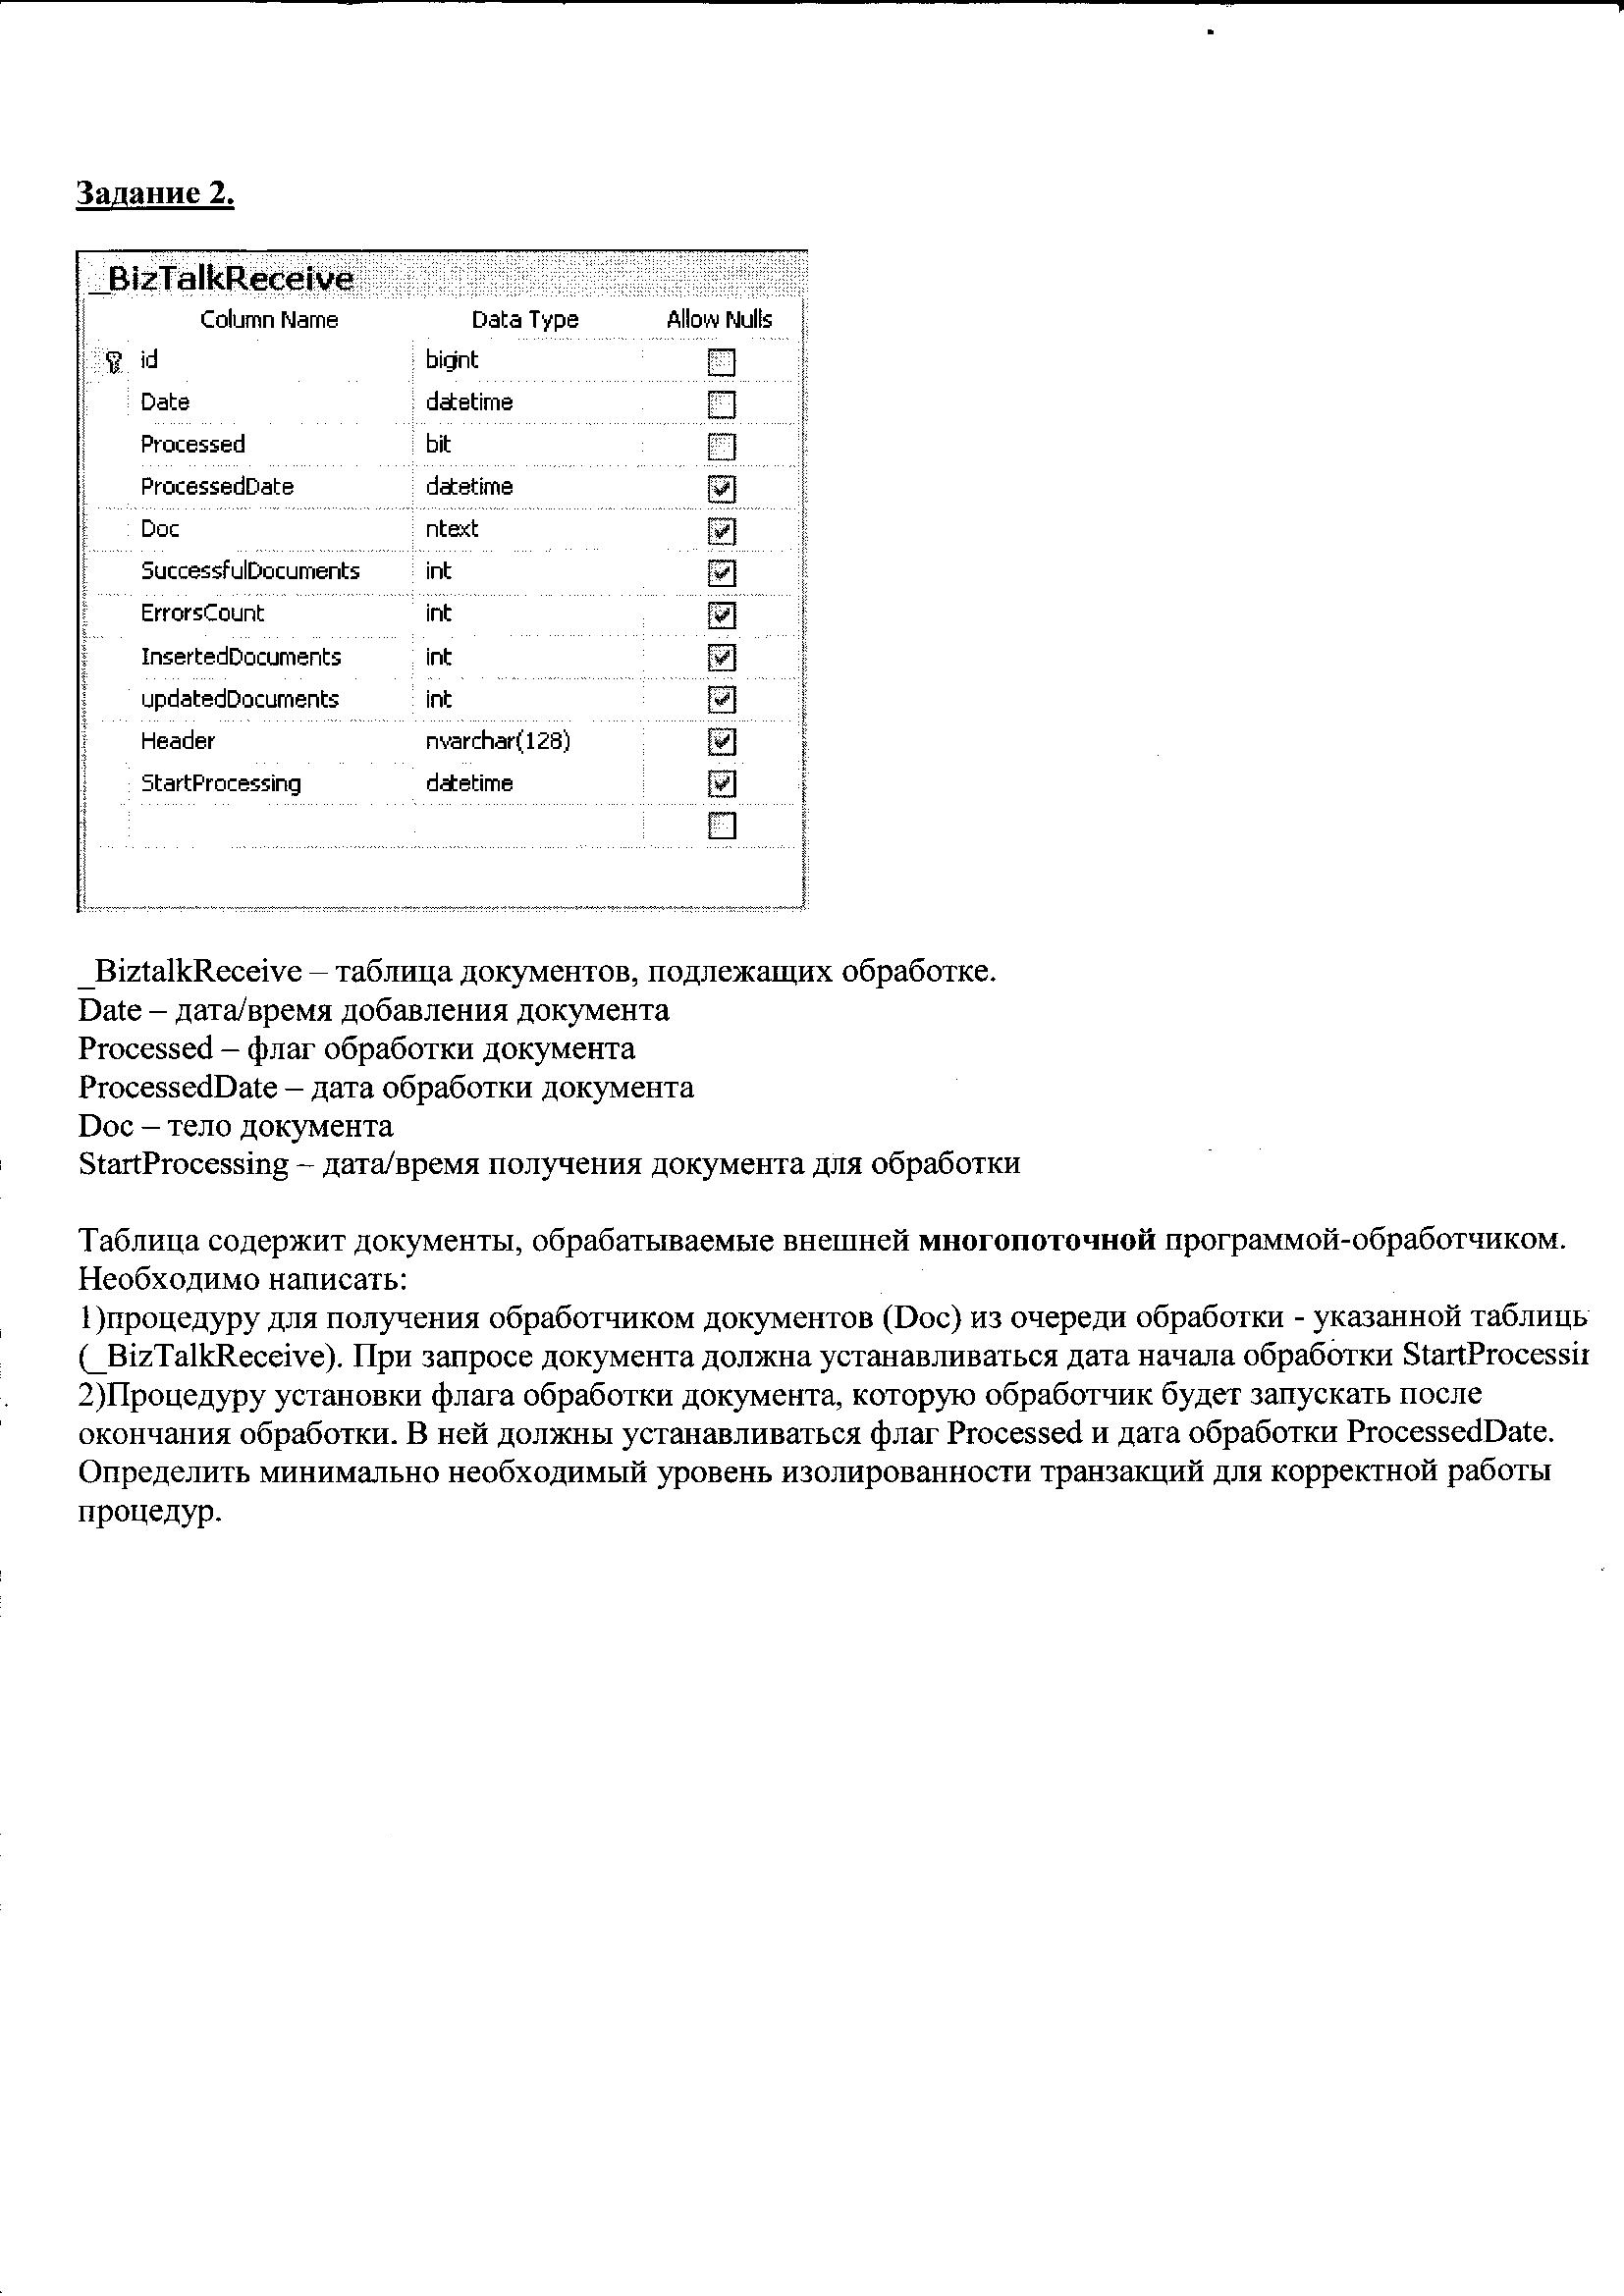 Задание 2.
_BizTalkReceive
Column Name Data Type Allow Nulls
id bigint
Date datetime
Processed bit
ProcessedDate datetime
Doc ntext
SuccessfulDocuments int
ErrorsCount int
InsertedDocuments int
updatedDocuments int
Header nvarchar(128)
StartProcessing datetime
_BiztalkReceive – таблица документов, подлежащих обработке.
Date – дата/время добавления документа
Processed – флаг обработки документа
ProcessedDate – дата обработки документа
Doc – тело документа
StartProcessing – дата/время получения документа для обработки
Таблица содержит документы, обрабатываемые внешней многопоточной программой-обработчиком.
Необходимо написать:
1)процедуру для получения обработчиком документов (Doc) из очереди обработки - указанной таблиць
(_BizTalkReceive). При запросе документа должна устанавливаться дата начала обработки StartProcessin
2)Процедуру установки флага обработки документа, которую обработчик будет запускать после
окончания обработки. В ней должны устанавливаться флаг Processed и дата обработки ProcessedDate.
Определить минимально необходимый уровень изолированности транзакций для корректной работы
процедур.